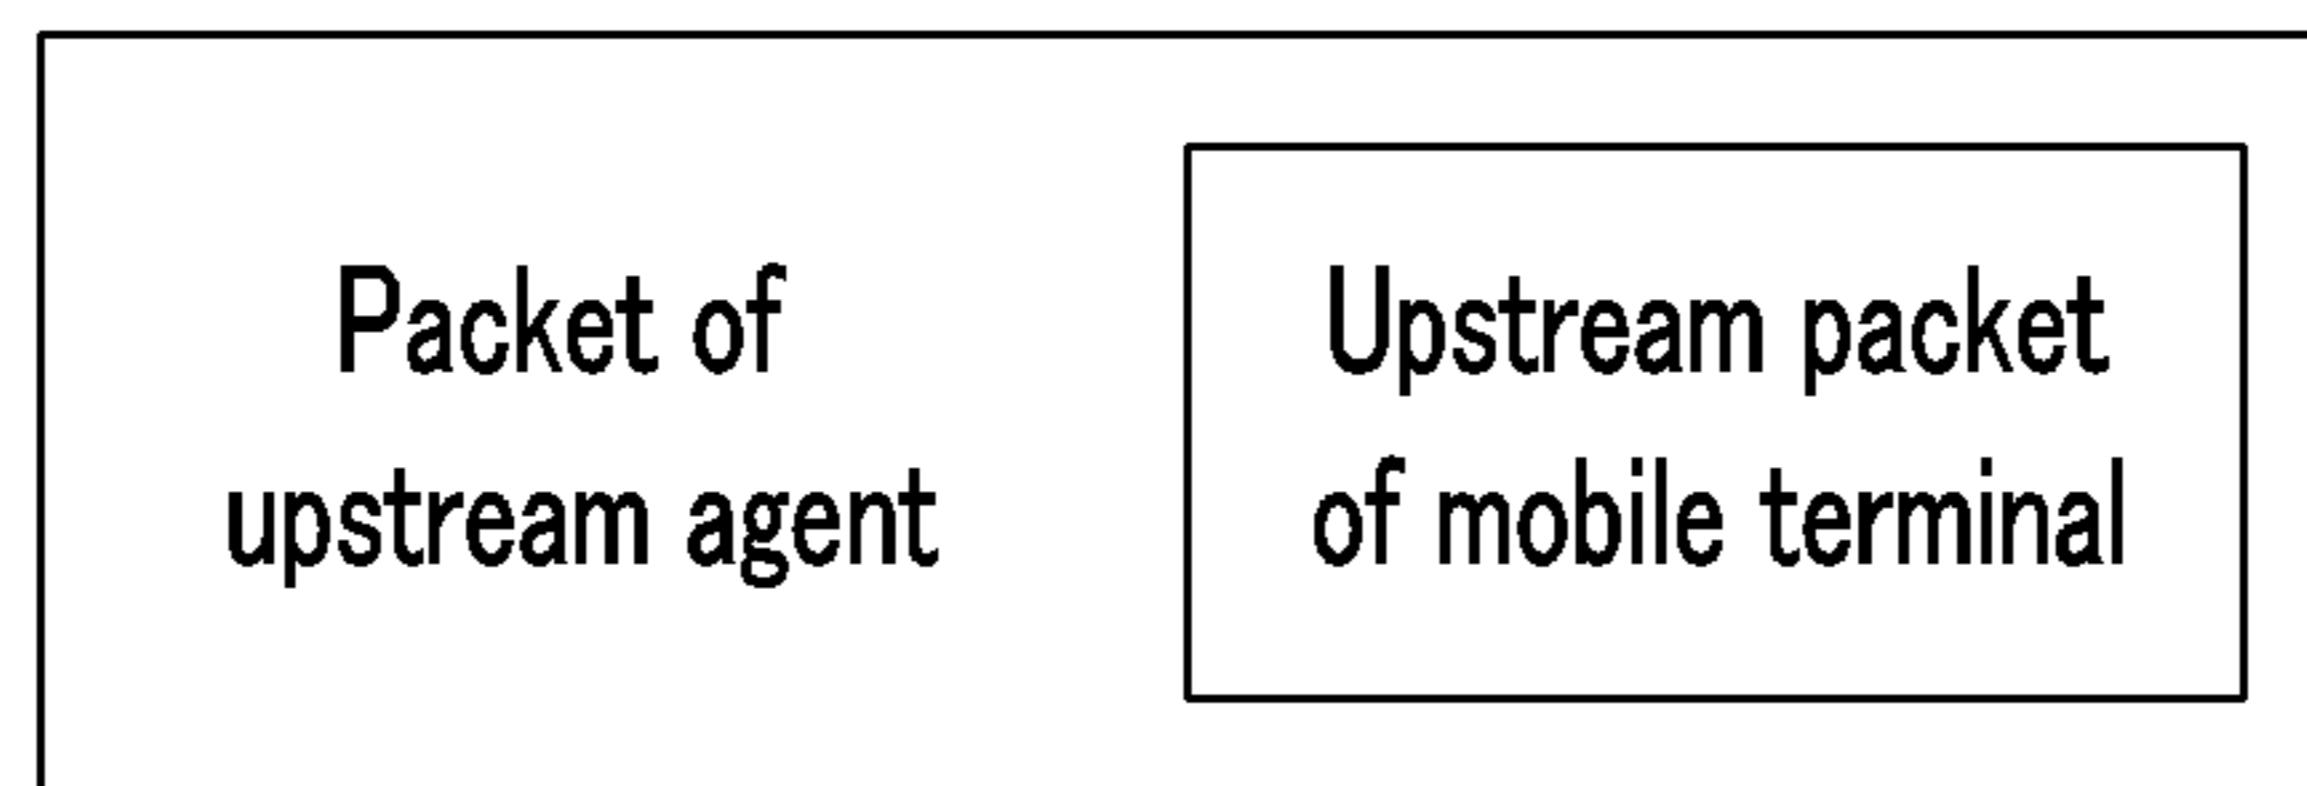 Packet of
upstream agent
Upstream packet
of mobile terminal